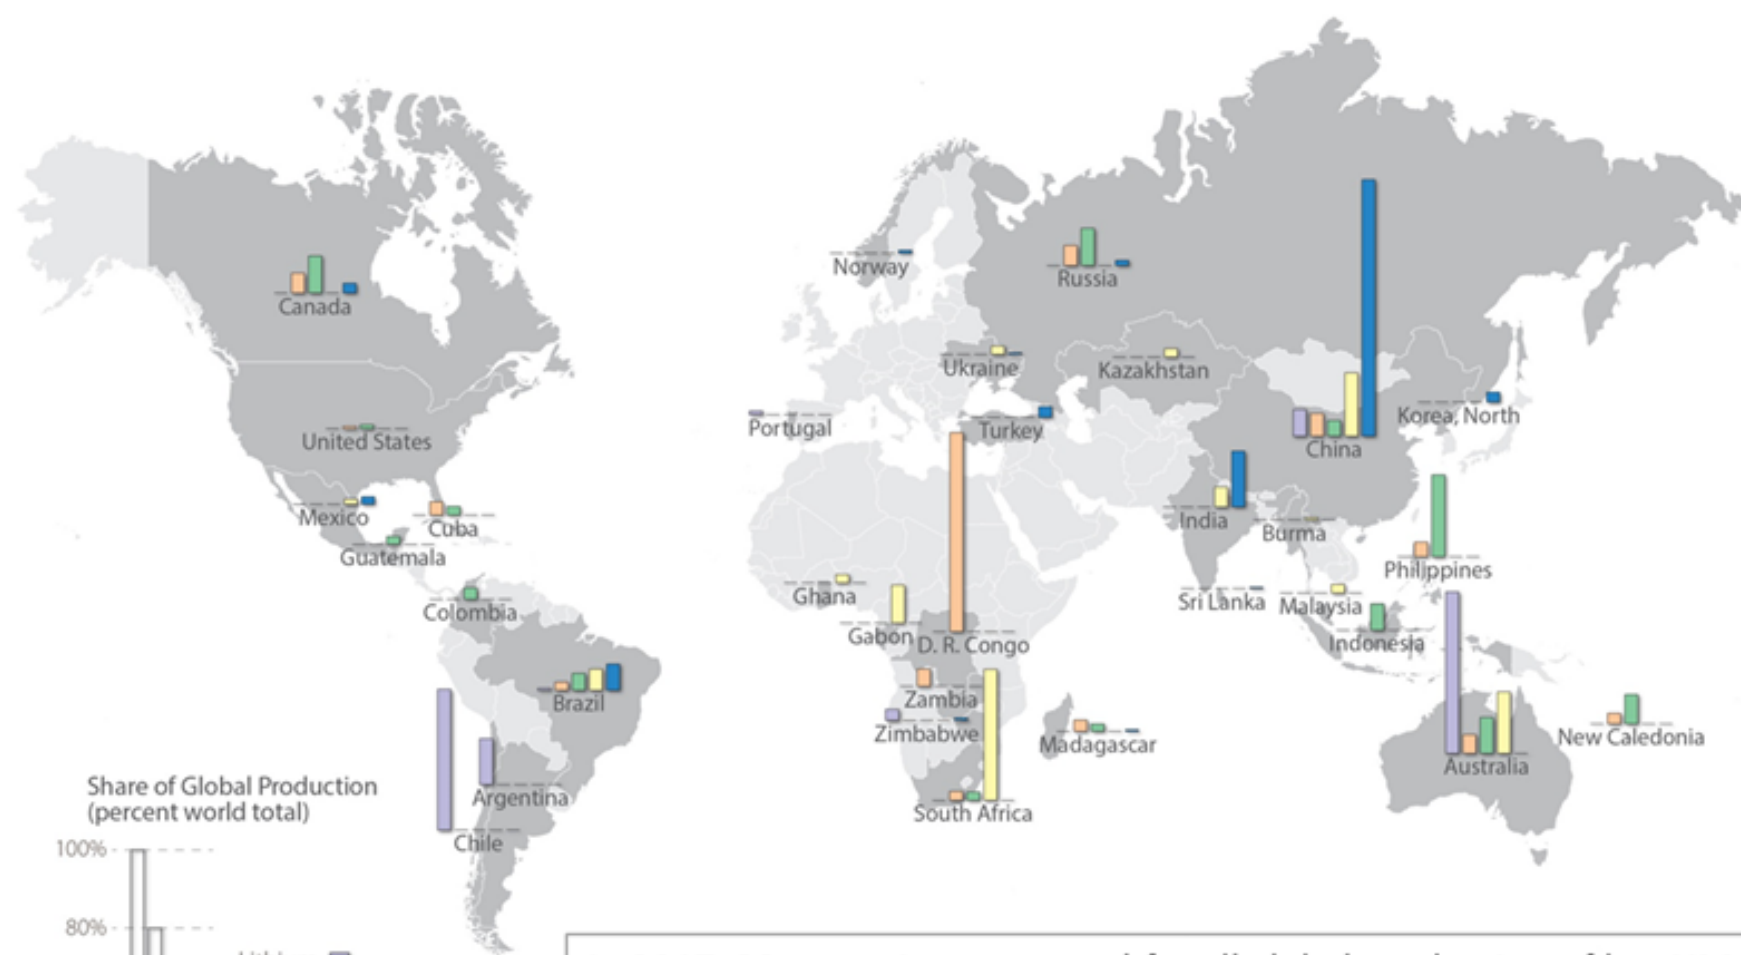 Norway
Russia
Canada
Ukraine
Kazakhstan
Portugal
Turkey
Korea, North
United States
China
Mexico
Cuba
India
Burma
Guatemala
Philippines
Ghana
Sri Lanka
Malaysia
Colombia
Gabon
D. R. Congo
Indonesia
Zambia
Brazil
Zimbabwe
Madagascar
New Caledonia
Australia
Argentina
South Africa
Chile
Share of Global Production
(percent world total)
100%
80%